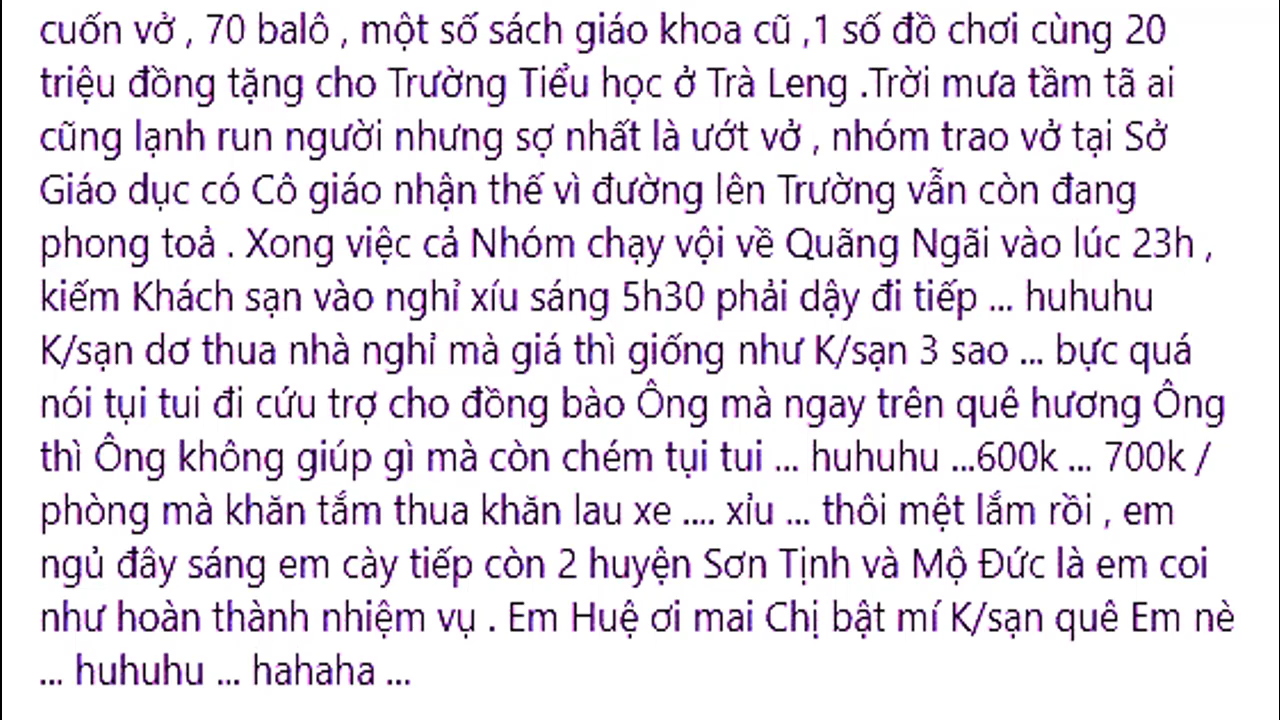 cuốn vở , 70 balô , một số sách giáo khoa cũ ,1 số đồ chơi cùng 20
triệu đồng tặng cho Trường Tiểu học ở Trà Leng .Trời mưa tầm tã ai
cũng lạnh run người nhưng sợ nhất là ướt vở , nhóm trao vở tại Sở
Giáo dục có Cô giáo nhận thế vì đường lên Trường vẫn còn đang
phong toả . Xong việc cả Nhóm chạy vội về Quãng Ngãi vào lúc 23h ,
kiếm Khách sạn vào nghỉ xíu sáng 5h30 phải dậy đi tiếp ... huhuhu
K/sạn dơ thua nhà nghỉ mà giá thì giống như K/sạn 3 sao ... bực quá
nói tụi tui đi cứu trợ cho đồng bào Ông mà ngay trên quê hương Ông
thì Ông không giúp gì mà còn chém tụi tui ... huhuhu ...600k ... 700k /
phòng mà khăn tắm thua khăn lau xe .... xỉu ... thôi mệt lắm rồi , em
ngủ đây sáng em cày tiếp còn 2 huyện Sơn Tịnh và Mộ Đức là em coi
như hoàn thành nhiệm vụ . Em Huệ ơi mai Chị bật mí K/sạn quê Em nè
... huhuhu ... hahaha ...